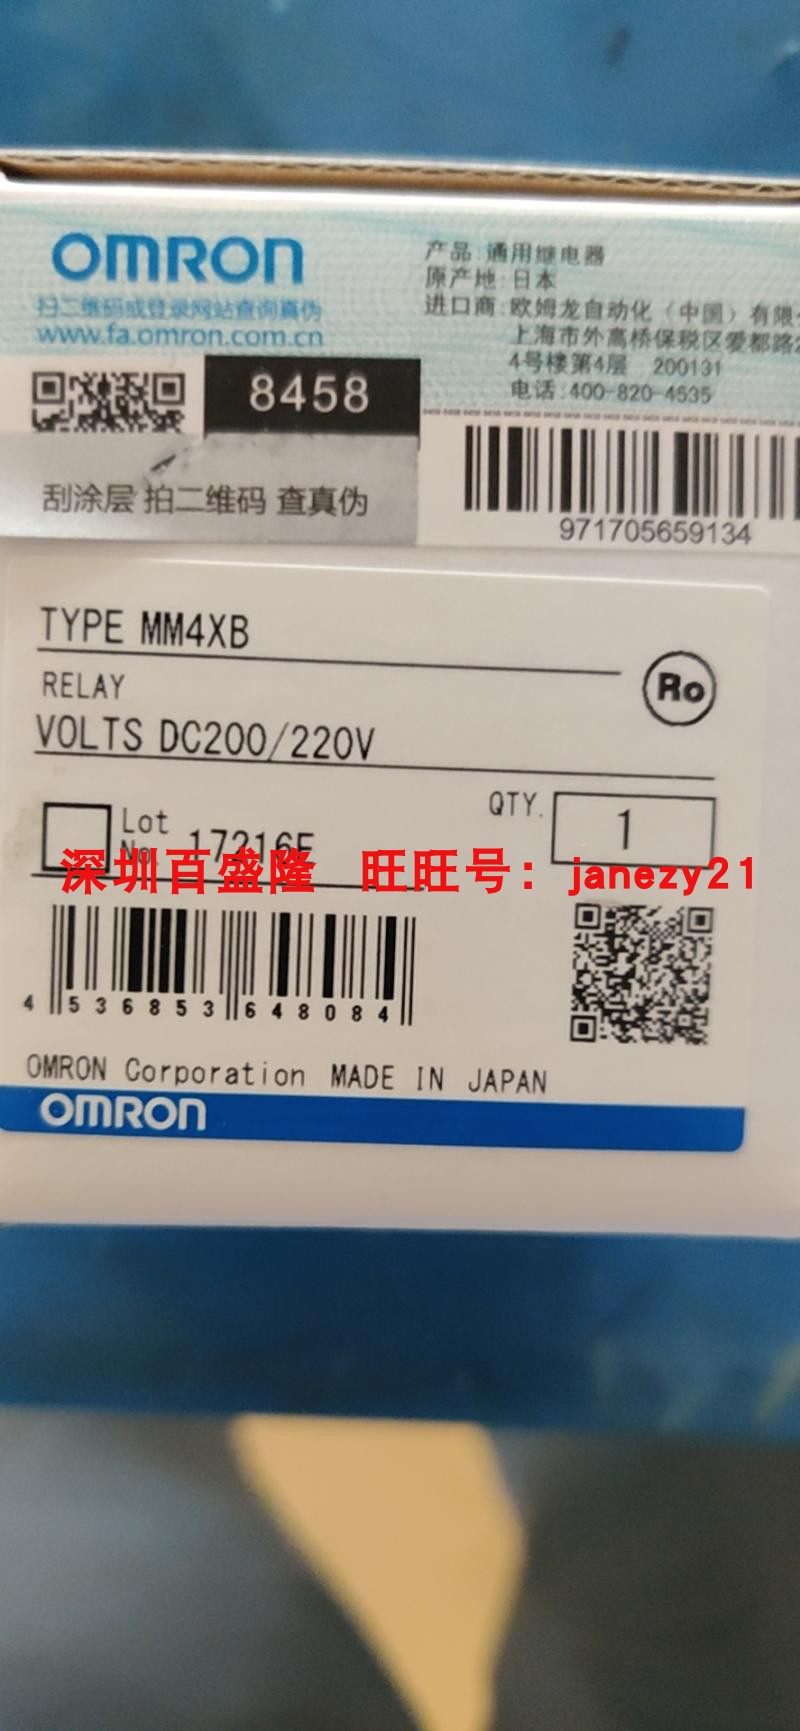 OMRON
扫二维码或登录网站查询真伪
www.fa.omron.com.cn
产品:通用继电器
原产地:日本
进口商:欧姆龙自动化（中国）有限
上海市外高桥保税区爱都路2
4号楼第4层 200131
电话:400-820-4535
8458
刮涂层 拍二维码 查真伪
971705659134
TYPE MM4XB
RELAY
Ro
VOLTS DC200/220V
QTY. 1
Lot
No. 17216E
深圳百盛隆 旺旺号：janezy21
4 536853 648084
OMRON Corporation MADE IN JAPAN
OMRON